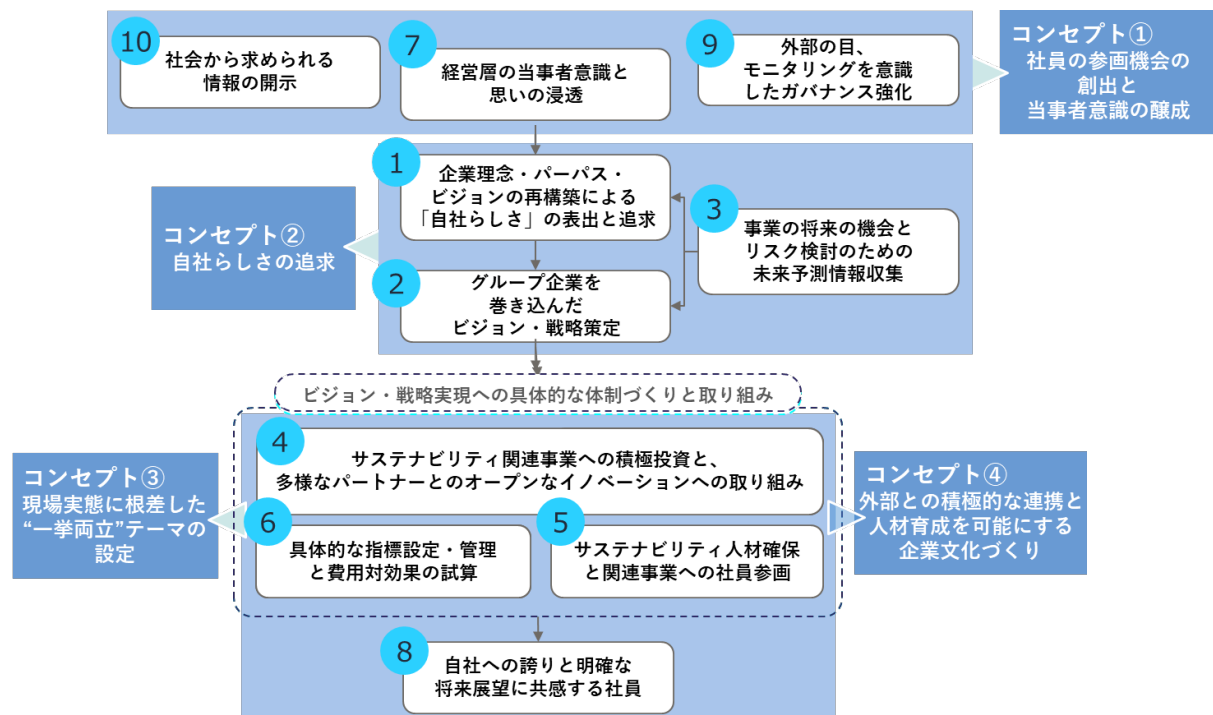 10
社会から求められる
情報の開示
7
経営層の当事者意識と
思いの浸透
9
外部の目、
モニタリングを意識
したガバナンス強化
コンセプト①
社員の参画機会の
創出と
当事者意識の醸成
1
企業理念・パーパス・
ビジョンの再構築による
「自社らしさ」の表出と追求
3
事業の将来の機会と
リスク検討のための
未来予測情報収集
コンセプト②
自社らしさの追求
2
グループ企業を
巻き込んだ
ビジョン・戦略策定
ビジョン・戦略実現への具体的な体制づくりと取り組み
4
サステナビリティ関連事業への積極投資と、
多様なパートナーとのオープンなイノベーションへの取り組み
コンセプト③
現場実態に根差した
“一挙両立”テーマの
設定
コンセプト④
外部との積極的な連携と
人材育成を可能にする
企業文化づくり
6
具体的な指標設定・管理
と費用対効果の試算
5
サステナビリティ人材確保
と関連事業への社員参画
8
自社への誇りと明確な
将来展望に共感する社員